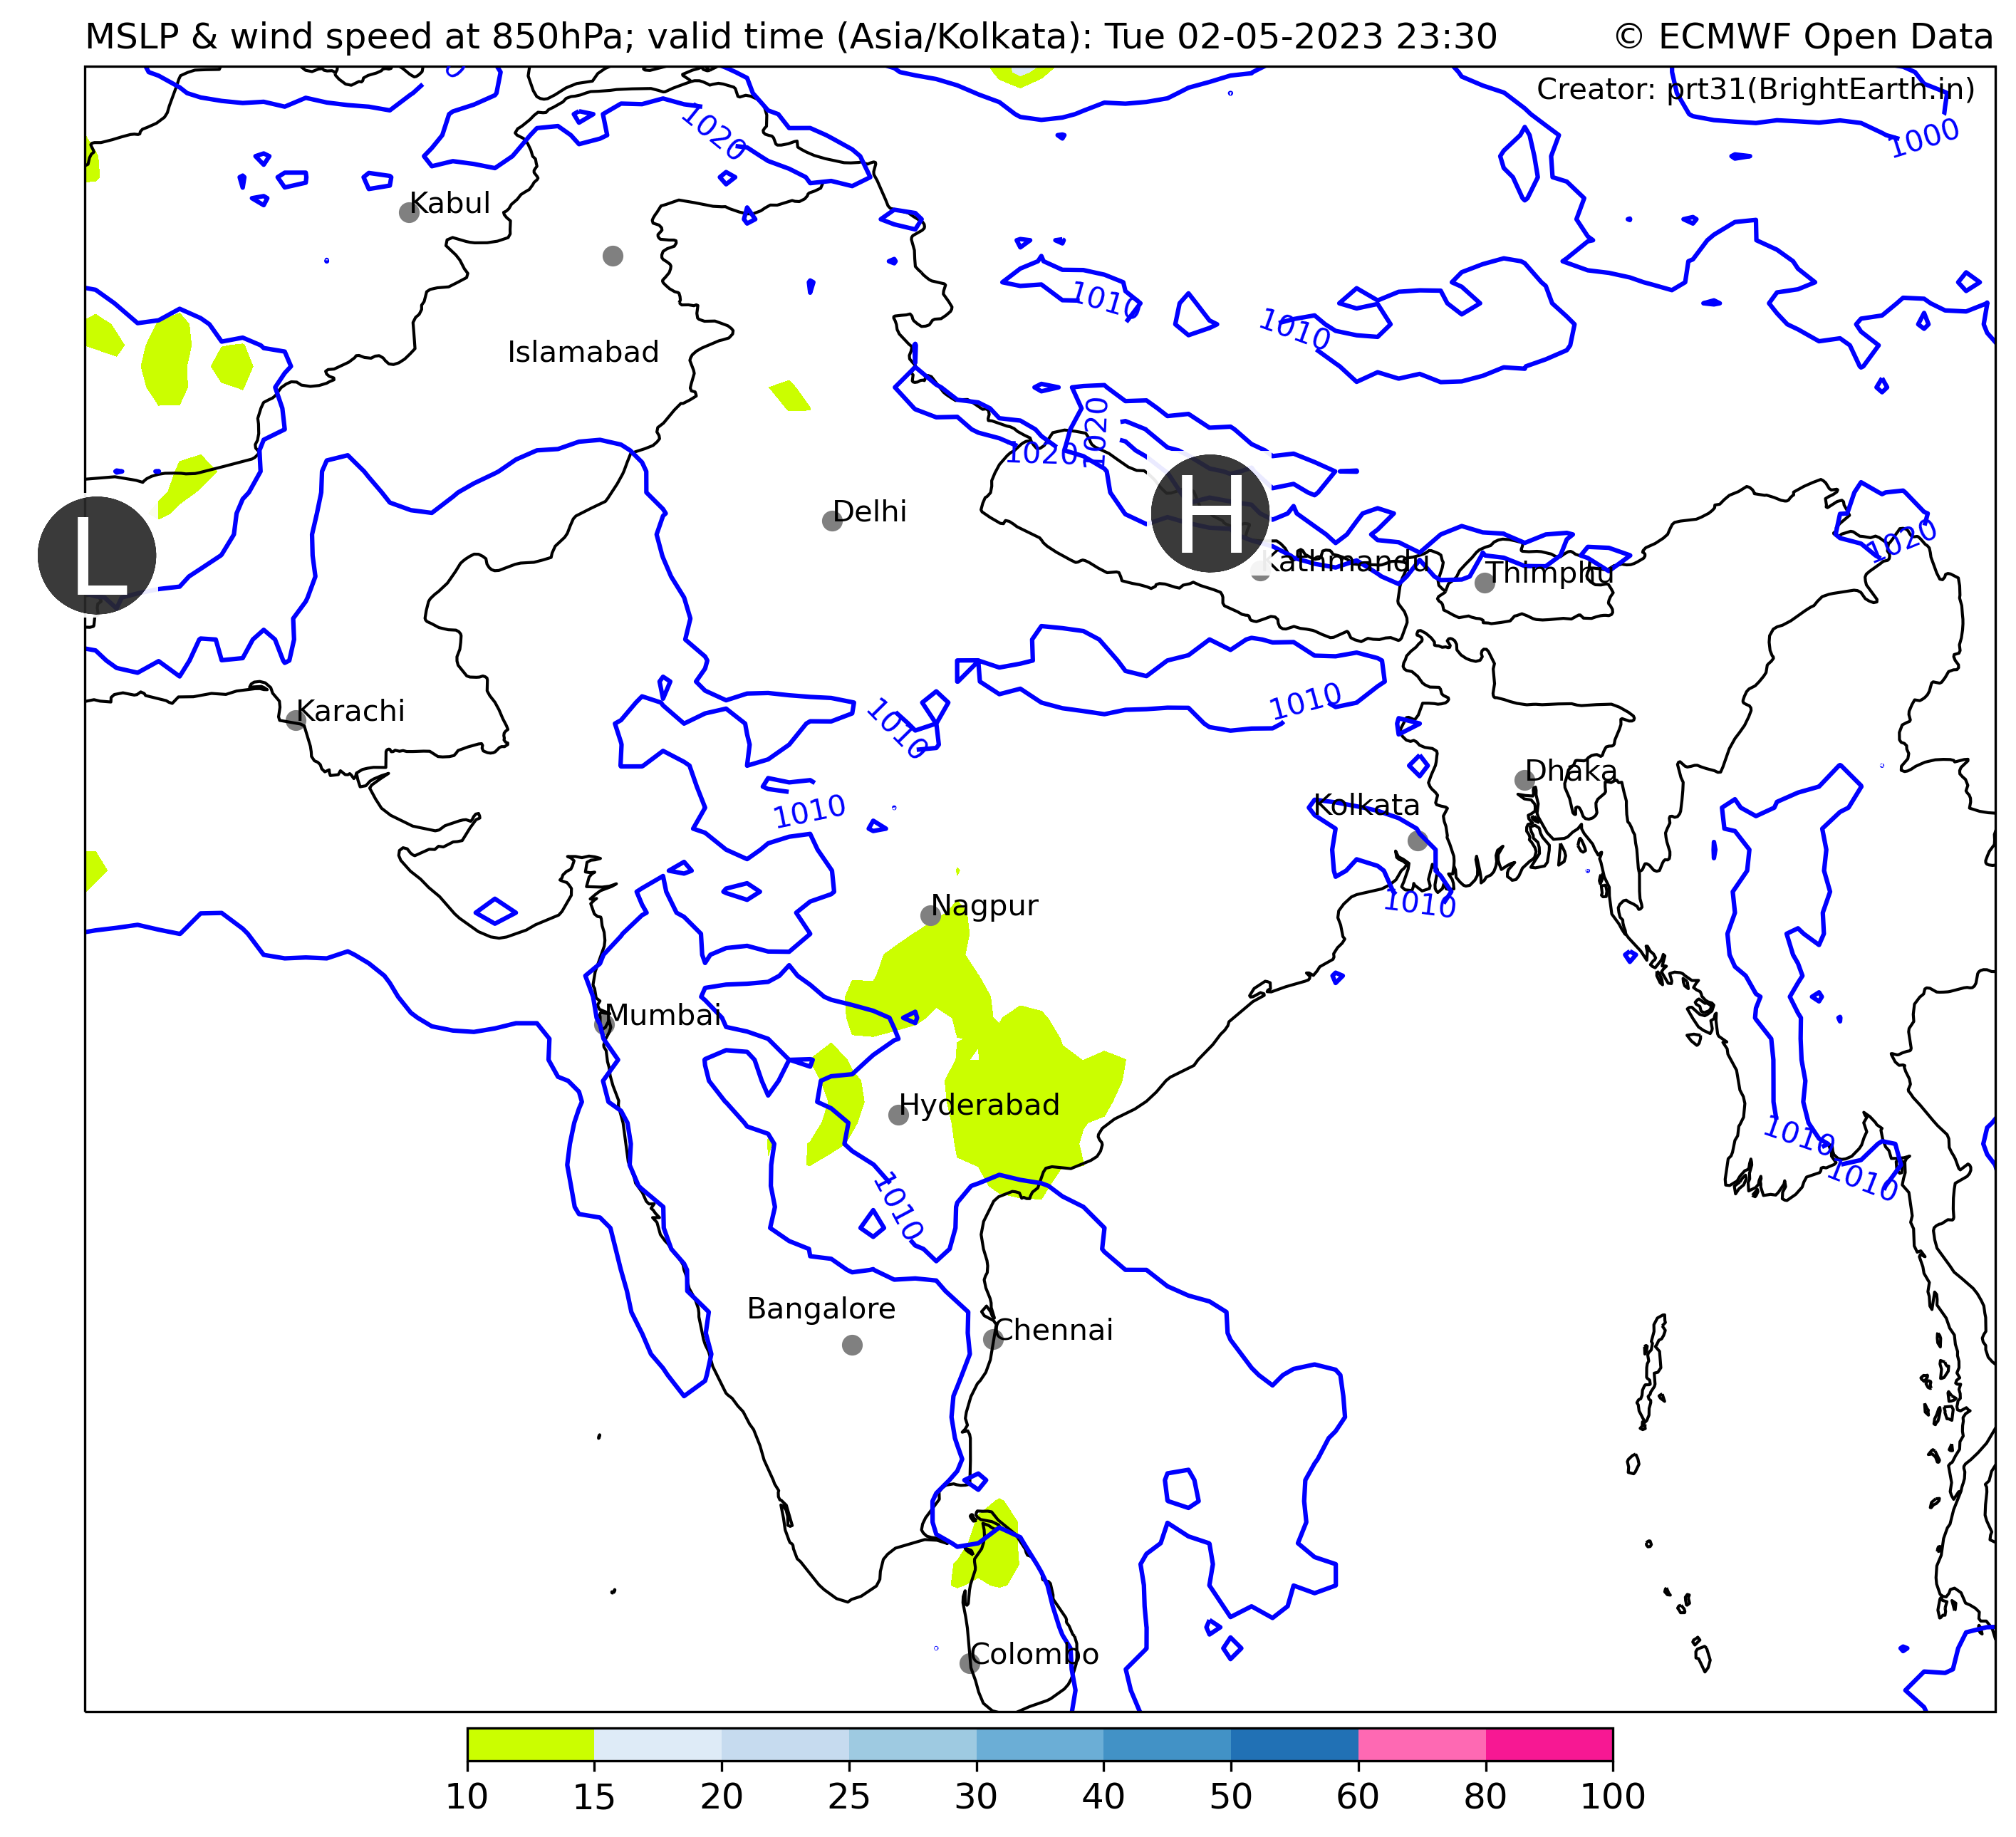 MSLP & wind speed at 850hPa; valid time (Asia/Kolkata): Tue 02-05-2023 23:30
© ECMWF Open Data
Creator: prt31(BrightEarth.in)
1020
1000
Kabul
1010
1010
Islamabad
1020
1020
Delhi
H
L
1020
Kathmandu
Thimphu
1010
Karachi
1010
1010
Dhaka
Kolkata
1010
Nagpur
Mumbai
Hyderabad
1010
1010
1010
Bangalore
Chennai
Colombo
10 15 20 25 30 40 50 60 80 100